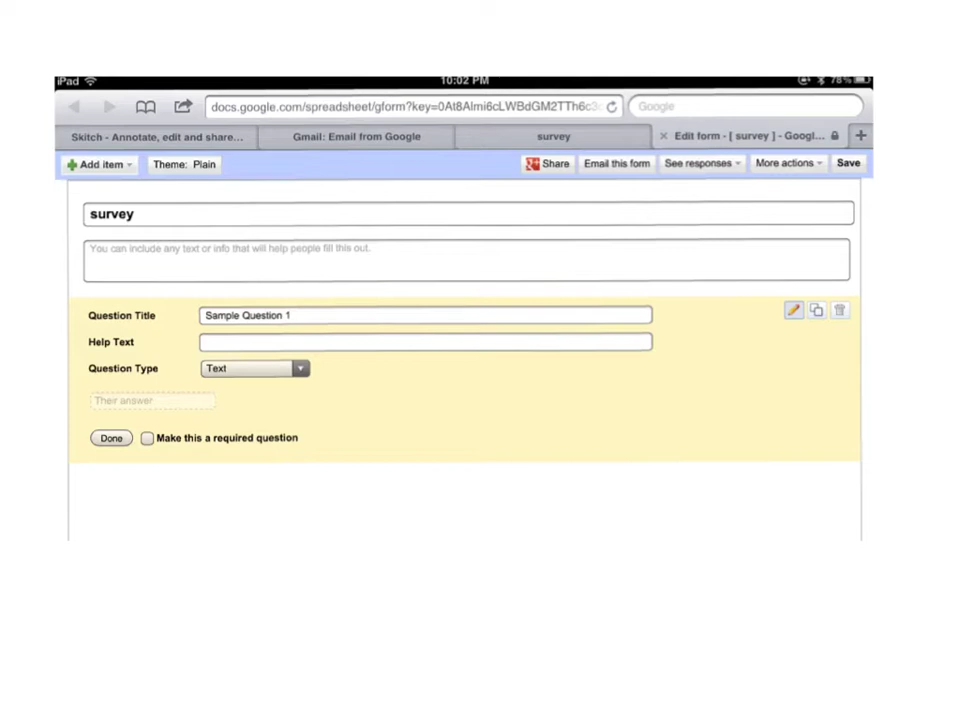 iPad 10:02 PM 78%
docs.google.com/spreadsheet/gform?key=0At8AImi6cLWBdGM2TTh6c3 Google
Skitch - Annotate, edit and share... Gmail: Email from Google survey Edit form - [ survey ] - Googl...
Add item Theme: Plain Share Email this form See responses More actions Save
survey
You can include any text or info that will help people fill this out.
Question Title Sample Question 1
Help Text
Question Type Text
Their answer
Done Make this a required question